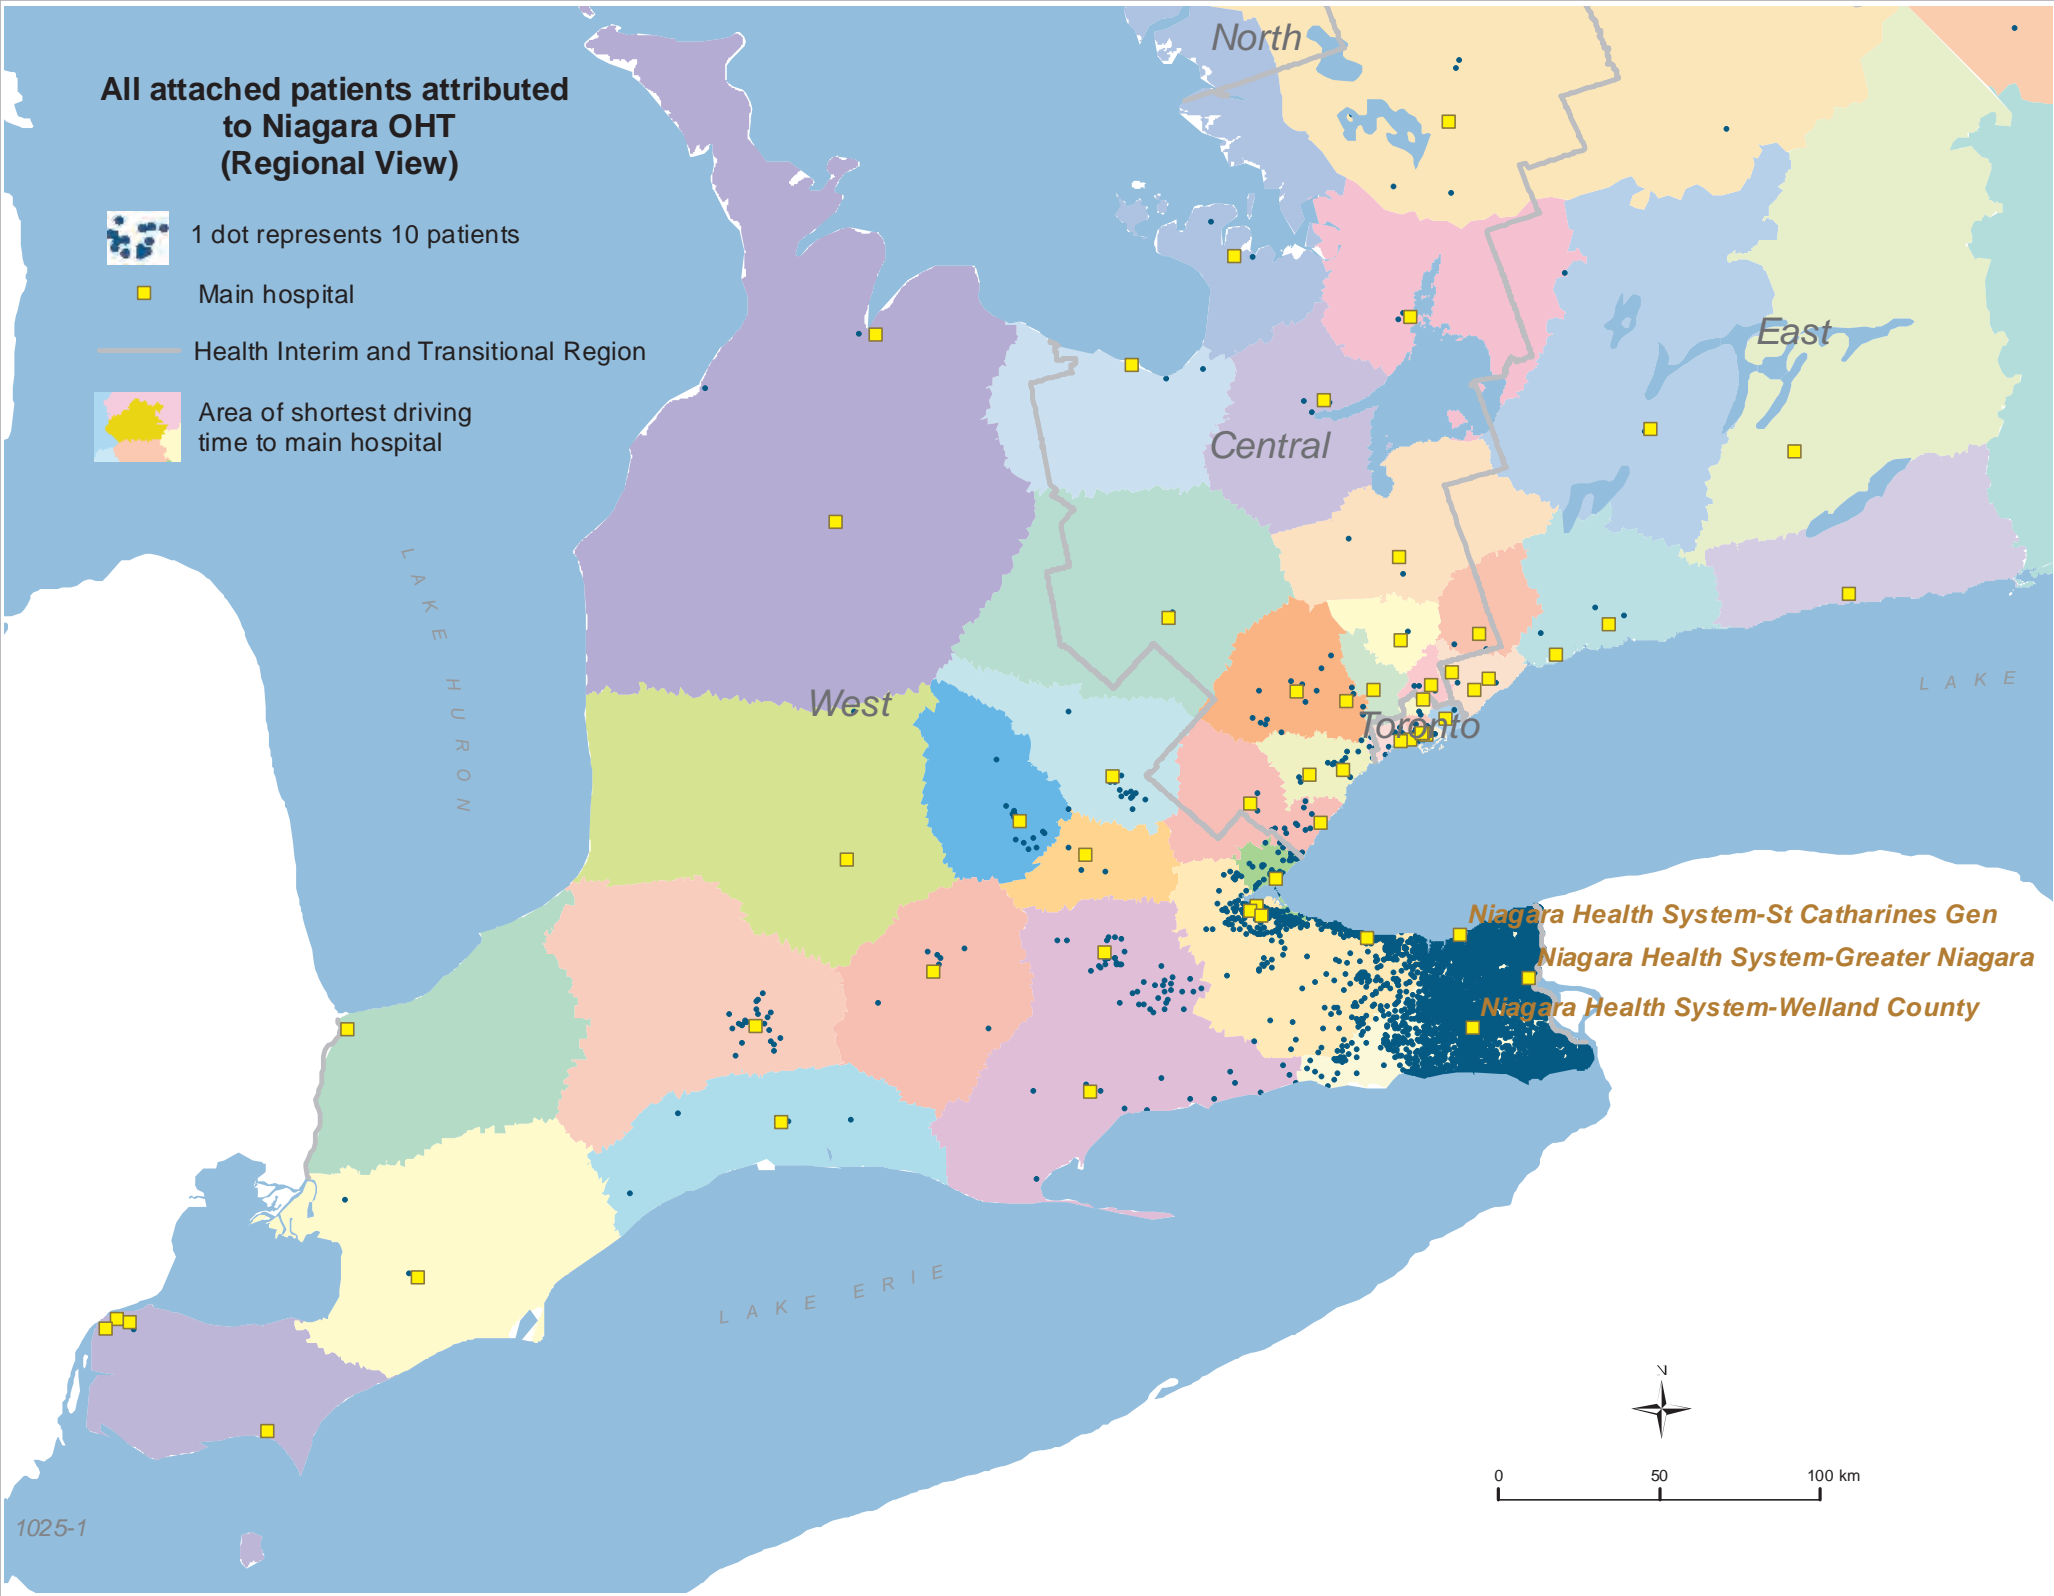 All attached patients attributed
to Niagara OHT
(Regional View)
1 dot represents 10 patients
Main hospital
Health Interim and Transitional Region
Area of shortest driving
time to main hospital
North
East
Central
West
Toronto
LAKE HURON
LAKE
Niagara Health System-St Catharines Gen
Niagara Health System-Greater Niagara
Niagara Health System-Welland County
LAKE ERIE
N
0 50 100 km
1025-1